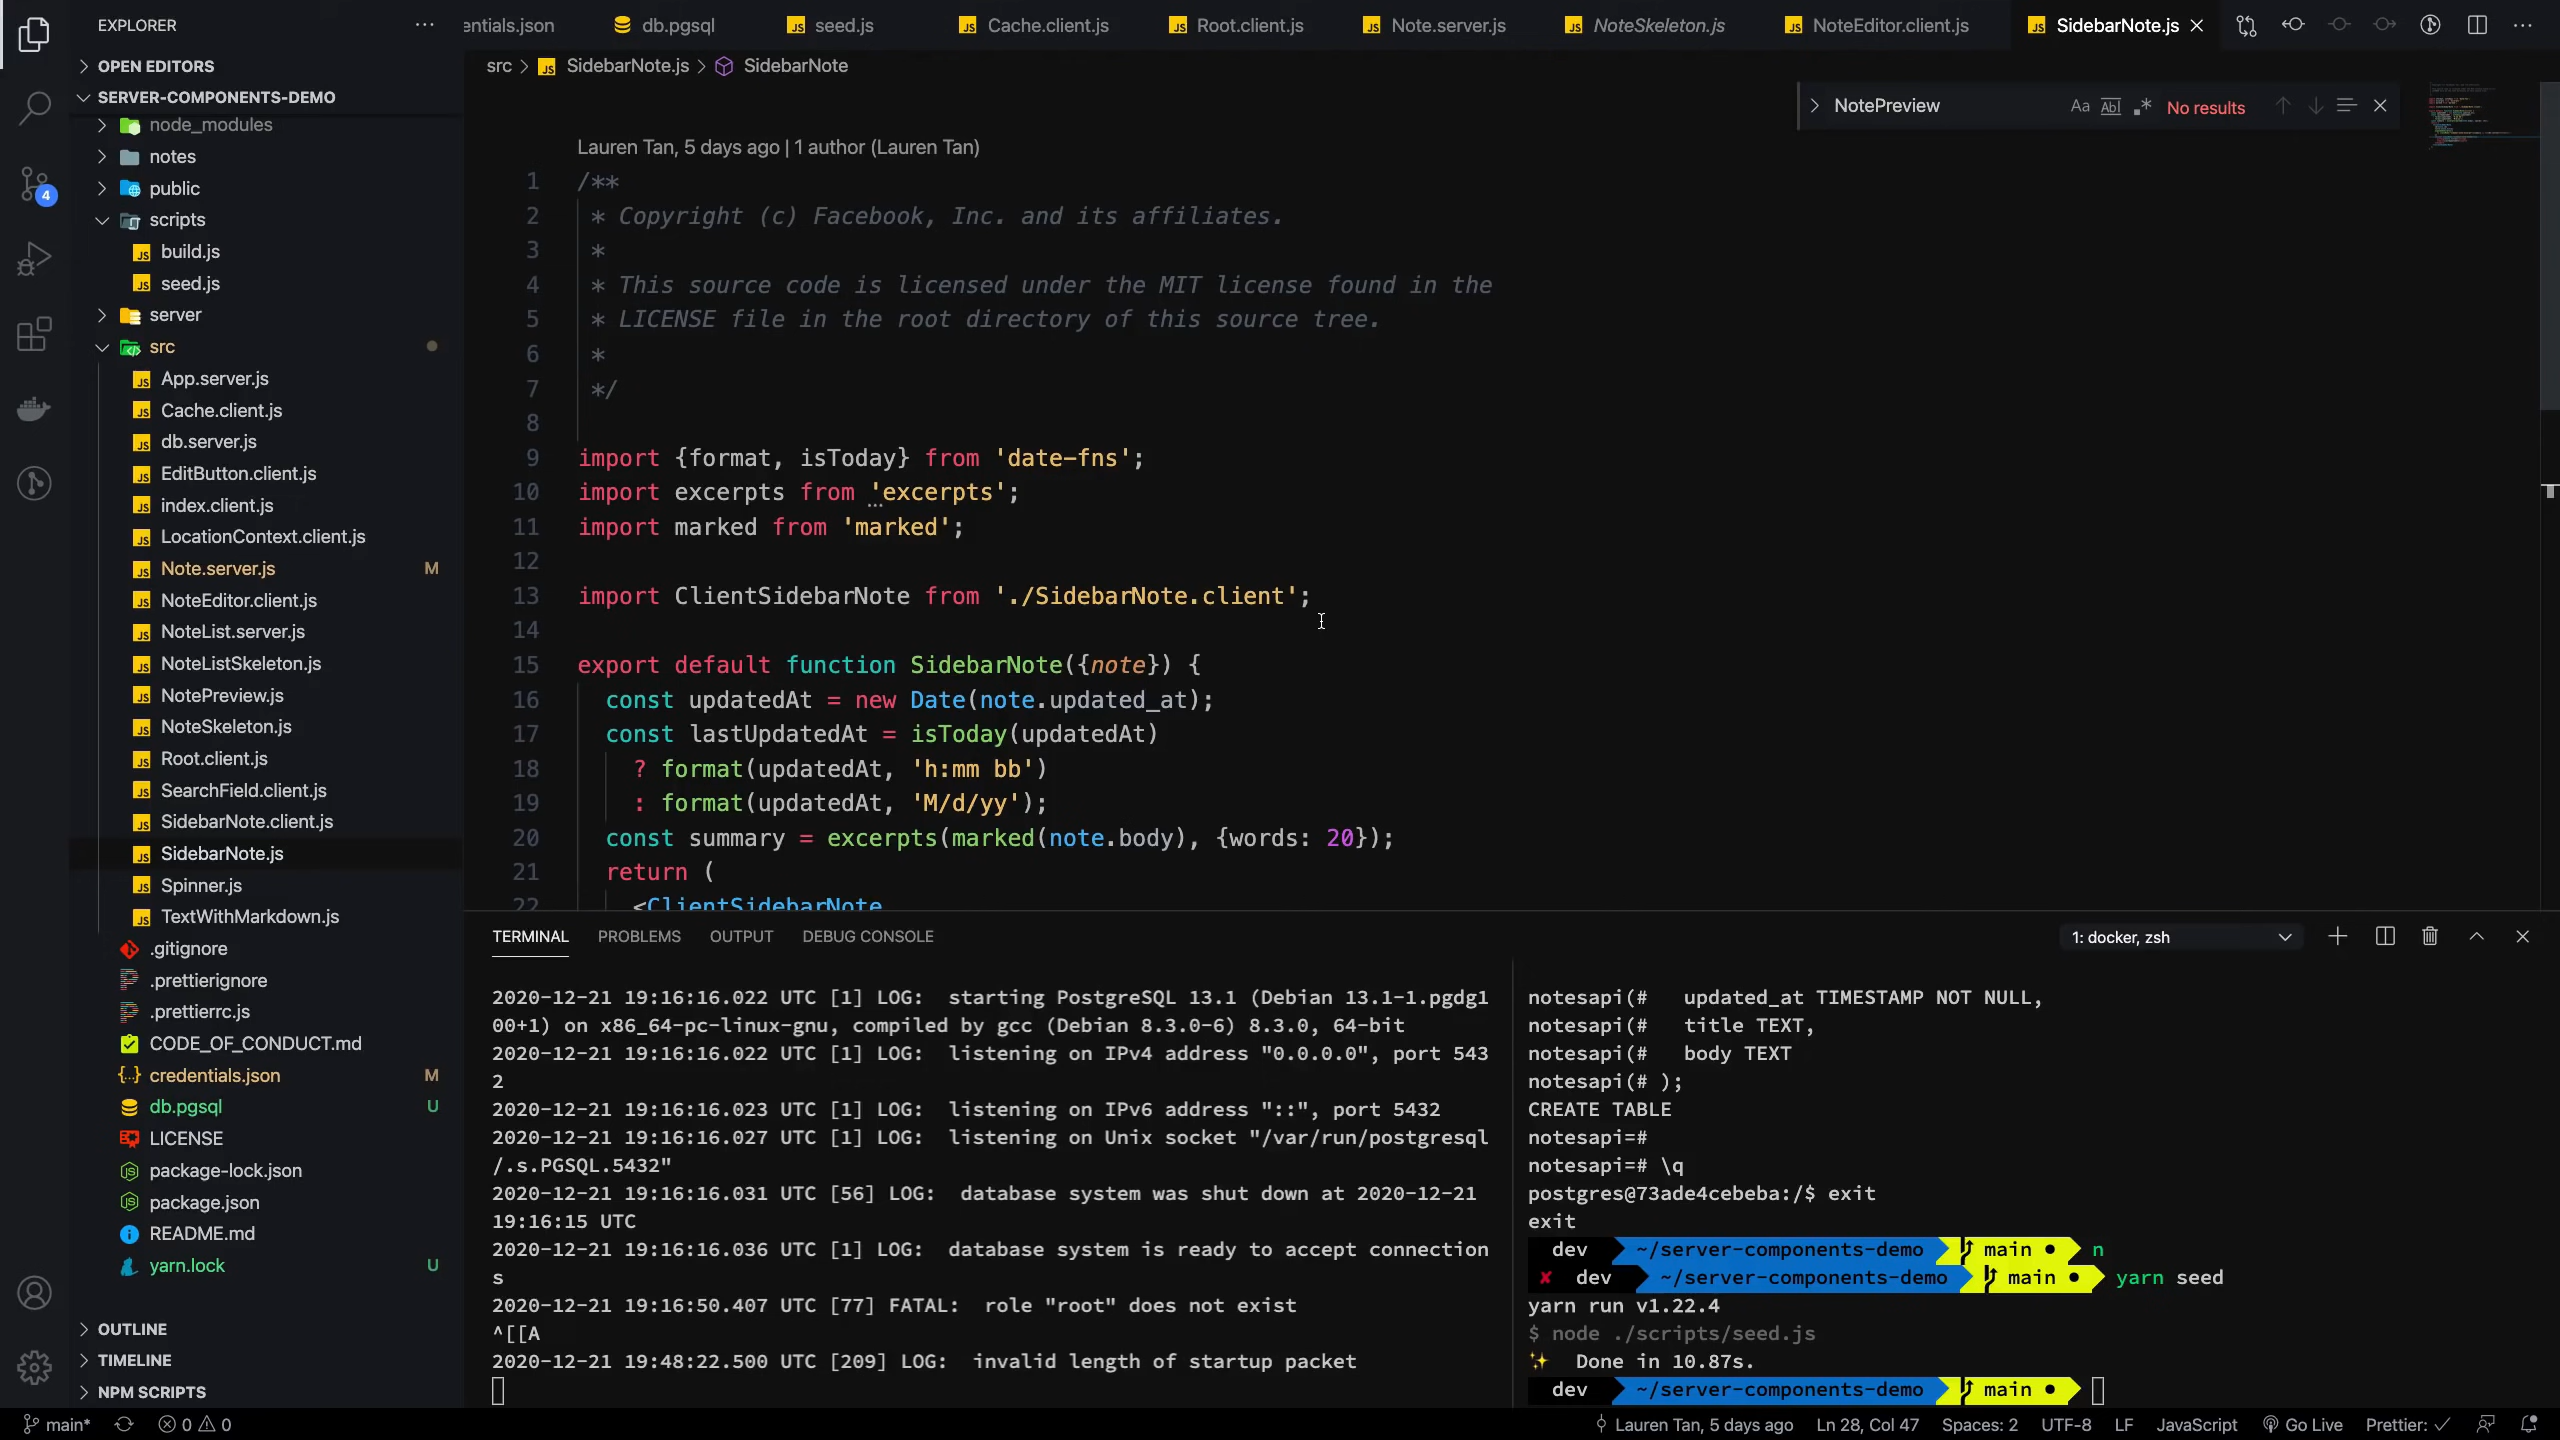 EXPLORER
entials.json
db.pgsql
seed.js
Cache.client.js
Root.client.js
Note.server.js
NoteSkeleton.js
NoteEditor.client.js
SidebarNote.js
OPEN EDITORS
SERVER-COMPONENTS-DEMO
node_modules
notes
public
scripts
build.js
seed.js
server
src
App.server.js
Cache.client.js
db.server.js
EditButton.client.js
index.client.js
LocationContext.client.js
Note.server.js M
NoteEditor.client.js
NoteList.server.js
NoteListSkeleton.js
NotePreview.js
NoteSkeleton.js
Root.client.js
SearchField.client.js
SidebarNote.client.js
SidebarNote.js
Spinner.js
TextWithMarkdown.js
.gitignore
.prettierignore
.prettierrc.js
CODE_OF_CONDUCT.md
credentials.json M
db.pgsql U
LICENSE
package-lock.json
package.json
README.md
yarn.lock U
OUTLINE
TIMELINE
NPM SCRIPTS
4
src > SidebarNote.js > SidebarNote
NotePreview Aa Abl .* No results
Lauren Tan, 5 days ago | 1 author (Lauren Tan)
1 /**
2 * Copyright (c) Facebook, Inc. and its affiliates.
3 *
4 * This source code is licensed under the MIT license found in the
5 * LICENSE file in the root directory of this source tree.
6 *
7 */
8
9 import {format, isToday} from 'date-fns';
10 import excerpts from 'excerpts';
11 import marked from 'marked';
12
13 import ClientSidebarNote from './SidebarNote.client';
14
15 export default function SidebarNote({note}) {
16 const updatedAt = new Date(note.updated_at);
17 const lastUpdatedAt = isToday(updatedAt)
18 ? format(updatedAt, 'h:mm bb')
19 : format(updatedAt, 'M/d/yy');
20 const summary = excerpts(marked(note.body), {words: 20});
21 return (
22 <ClientSidebarNote
TERMINAL PROBLEMS OUTPUT DEBUG CONSOLE
1: docker, zsh
2020-12-21 19:16:16.022 UTC [1] LOG:  starting PostgreSQL 13.1 (Debian 13.1-1.pgdg1
00+1) on x86_64-pc-linux-gnu, compiled by gcc (Debian 8.3.0-6) 8.3.0, 64-bit
2020-12-21 19:16:16.022 UTC [1] LOG:  listening on IPv4 address "0.0.0.0", port 543
2
2020-12-21 19:16:16.023 UTC [1] LOG:  listening on IPv6 address "::", port 5432
2020-12-21 19:16:16.027 UTC [1] LOG:  listening on Unix socket "/var/run/postgresql
/.s.PGSQL.5432"
2020-12-21 19:16:16.031 UTC [56] LOG:  database system was shut down at 2020-12-21
19:16:15 UTC
2020-12-21 19:16:16.036 UTC [1] LOG:  database system is ready to accept connection
s
2020-12-21 19:16:50.407 UTC [77] FATAL:  role "root" does not exist
^[[A
2020-12-21 19:48:22.500 UTC [209] LOG:  invalid length of startup packet
notesapi(#   updated_at TIMESTAMP NOT NULL,
notesapi(#   title TEXT,
notesapi(#   body TEXT
notesapi(# );
CREATE TABLE
notesapi=#
notesapi=# \q
postgres@73ade4cebeba:/$ exit
exit
dev ~/server-components-demo main ● n
✘ dev ~/server-components-demo main ● yarn seed
yarn run v1.22.4
$ node ./scripts/seed.js
✨ Done in 10.87s.
dev ~/server-components-demo main ●
main* 0 0
Lauren Tan, 5 days ago Ln 28, Col 47 Spaces: 2 UTF-8 LF JavaScript Go Live Prettier: ✓